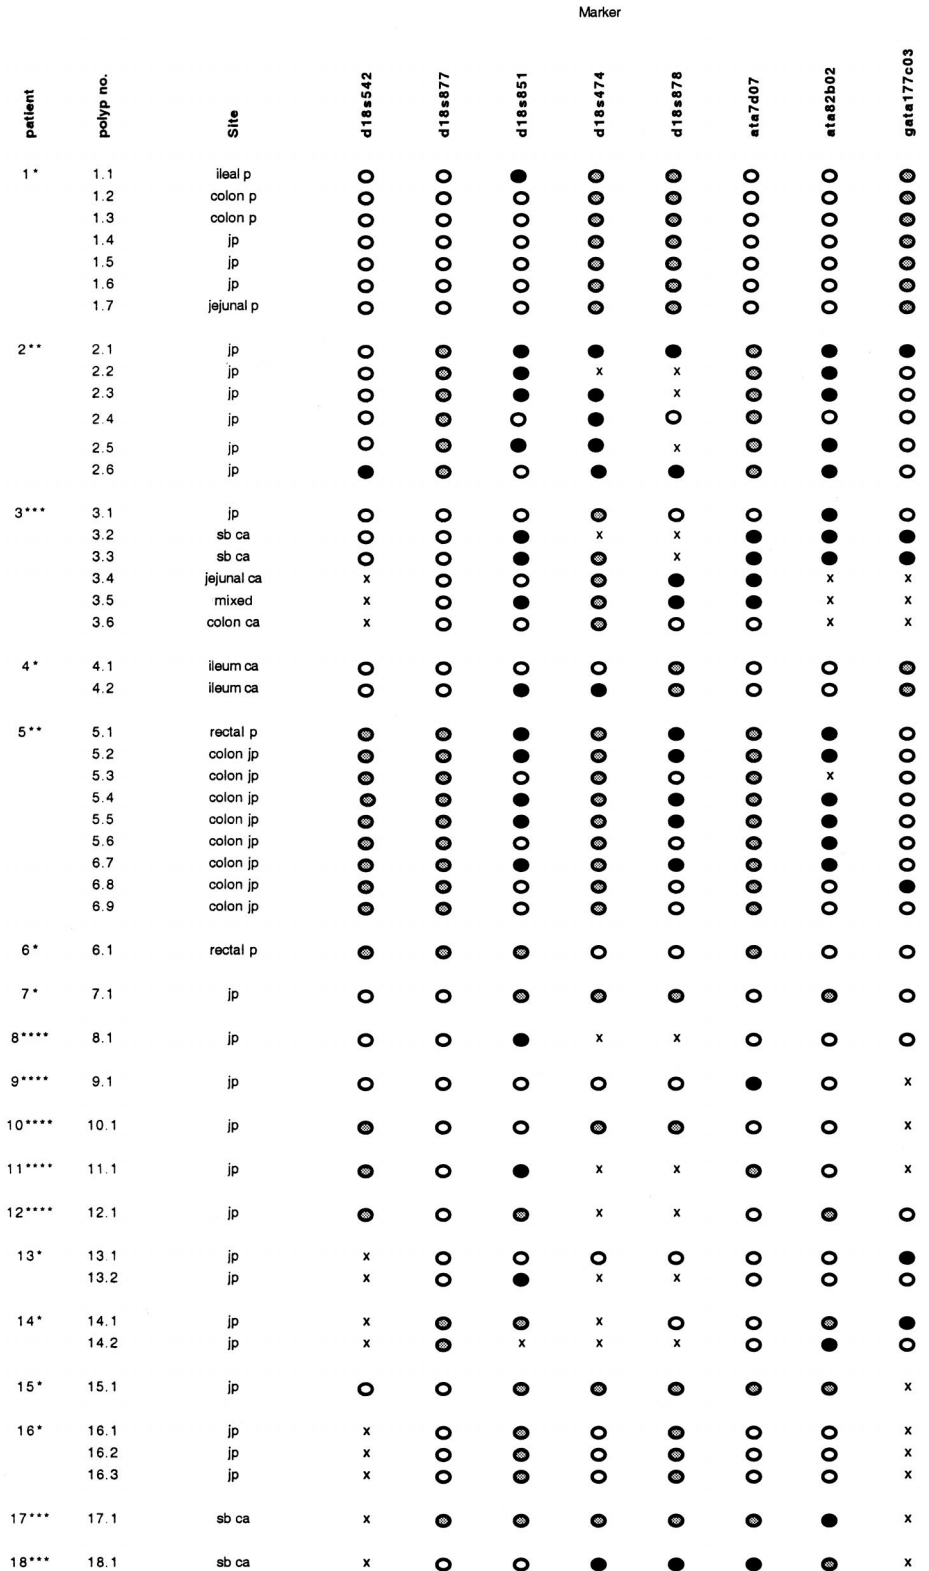 Marker
patient polyp no. Site d18s542 d18s877 d18s851 d18s474 d18s878 ata7d07 ata82b02 gata177c03
1* 1.1 ileal p
1.2 colon p
1.3 colon p
1.4 jp
1.5 jp
1.6 jp
1.7 jejunal p
2** 2.1 jp
2.2 jp x x
2.3 jp x
2.4 jp
2.5 jp x
2.6 jp
3*** 3.1 jp
3.2 sb ca x x
3.3 sb ca x
3.4 jejunal ca x x x
3.5 mixed x x x
3.6 colon ca x x x
4* 4.1 ileum ca
4.2 ileum ca
5** 5.1 rectal p
5.2 colon jp
5.3 colon jp x
5.4 colon jp
5.5 colon jp
5.6 colon jp
6.7 colon jp
6.8 colon jp
6.9 colon jp
6* 6.1 rectal p
7* 7.1 jp
8**** 8.1 jp x x
9**** 9.1 jp x
10**** 10.1 jp x
11**** 11.1 jp x x x
12**** 12.1 jp x x
13* 13.1 jp x
13.2 jp x x x
14* 14.1 jp x x
14.2 jp x x x x
15* 15.1 jp x
16* 16.1 jp x x
16.2 jp x x
16.3 jp x x
17*** 17.1 sb ca x x
18*** 18.1 sb ca x x